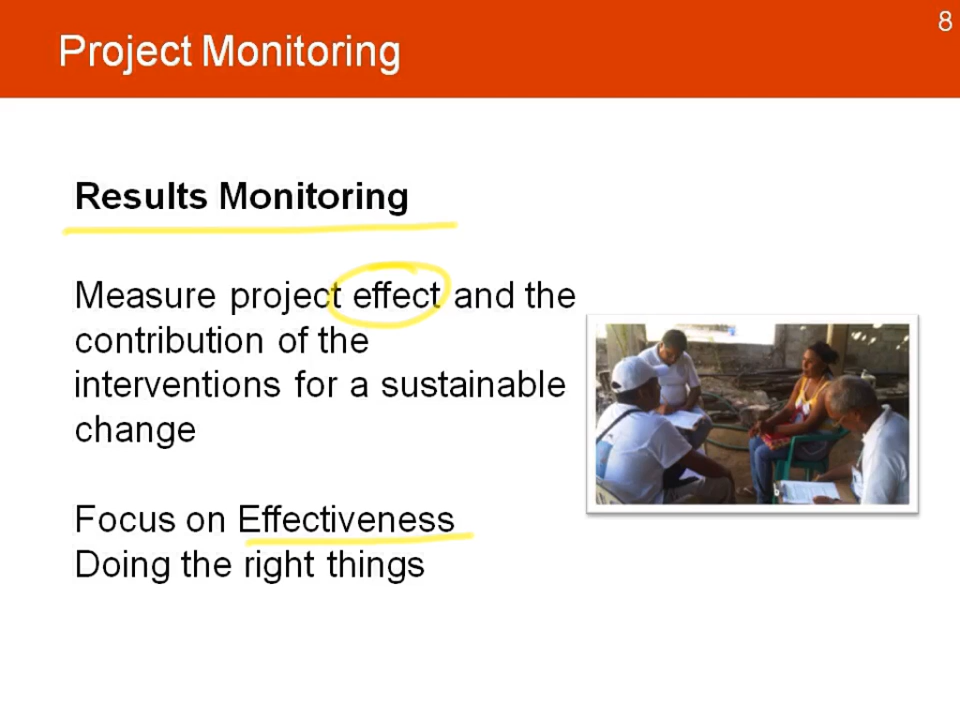 8
Project Monitoring
Results Monitoring
Measure project effect and the
contribution of the
interventions for a sustainable
change
Focus on Effectiveness
Doing the right things